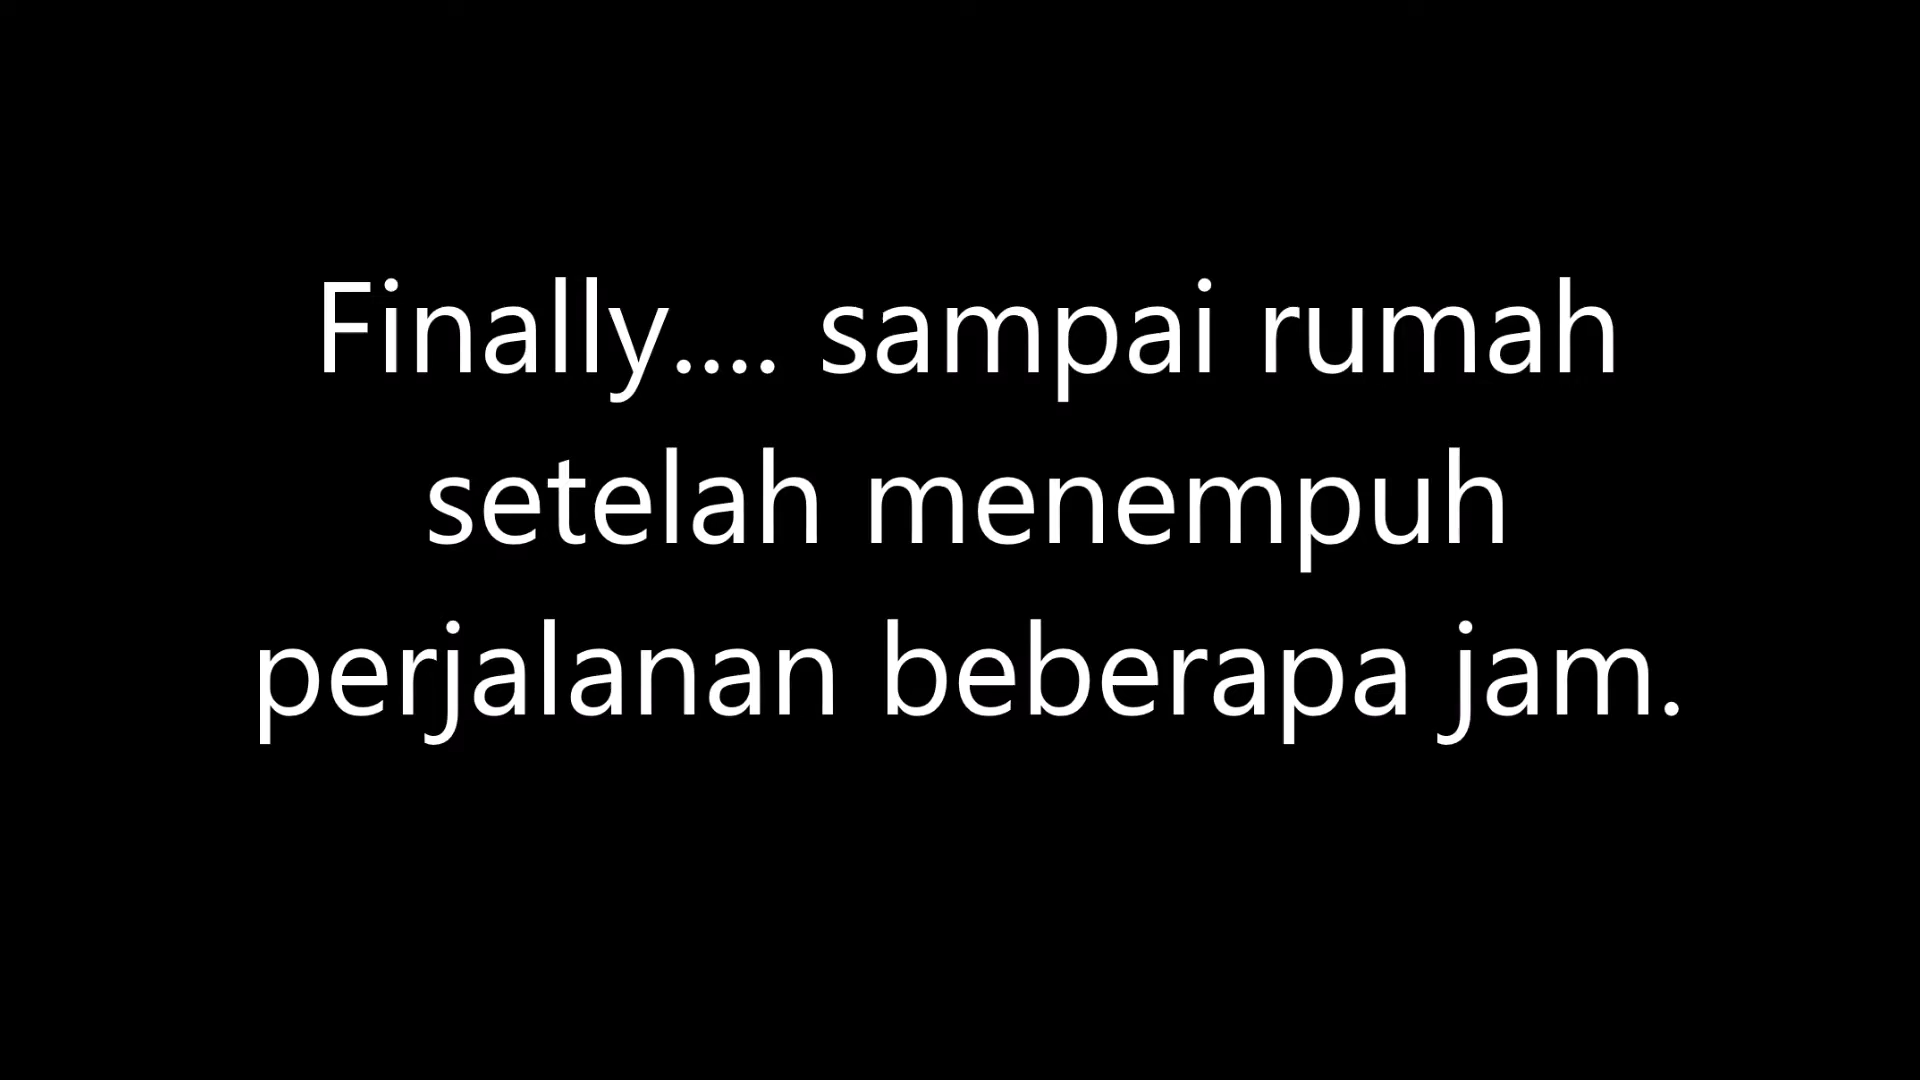 Finally.... sampai rumah
setelah menempuh
perjalanan beberapa jam.